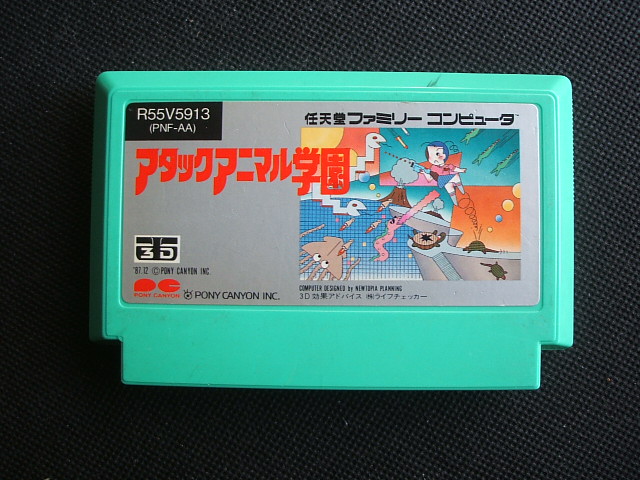 R55V5913
(PNF-AA)
任天堂 ファミリー コンピュータ
アタックアニマル学園
3D
'87.12 © PONY CANYON INC.
PC
PONY CANYON
PONY CANYON INC.
COMPUTER DESIGNED by NEWTOPIA PLANNING
3D効果アドバイス ㈱ライフチェッカー